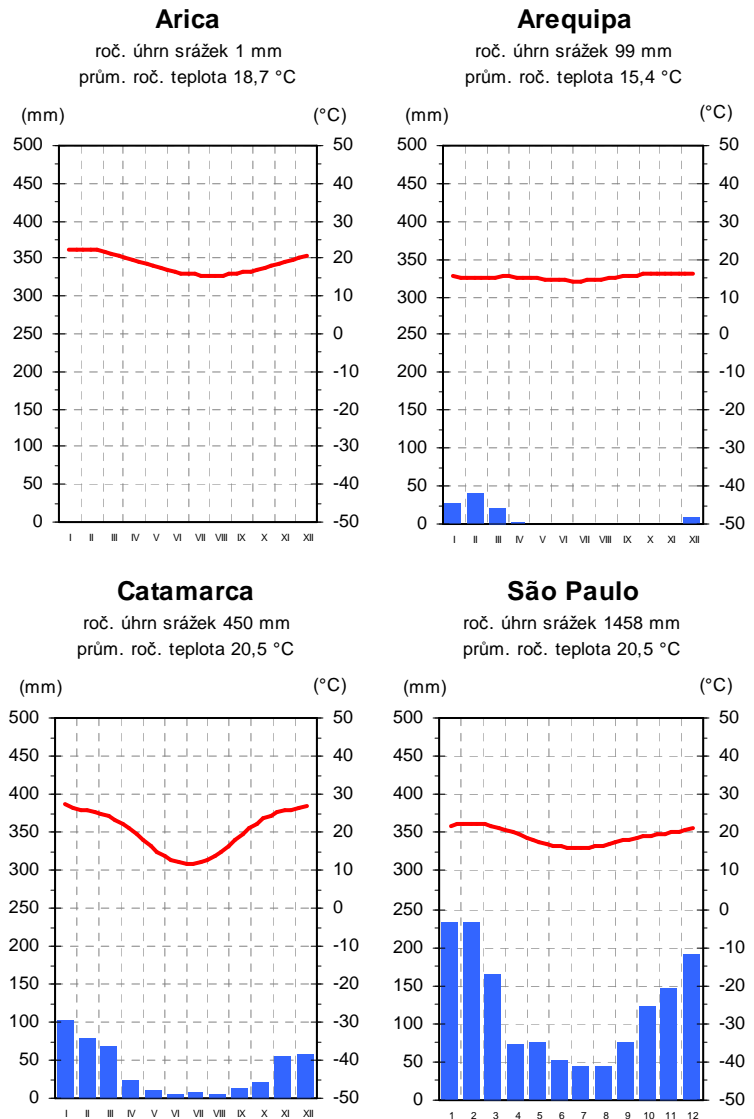 Arica
roč. úhrn srážek 1 mm
prům. roč. teplota 18,7 °C
(mm) (°C)
500 50
450 40
400 30
350 20
300 10
250 0
200 -10
150 -20
100 -30
50 -40
0 -50
I II III IV V VI VII VIII IX X XI XII
Arequipa
roč. úhrn srážek 99 mm
prům. roč. teplota 15,4 °C
(mm) (°C)
500 50
450 40
400 30
350 20
300 10
250 0
200 -10
150 -20
100 -30
50 -40
0 -50
I II III IV V VI VII VIII IX X XI XII
Catamarca
roč. úhrn srážek 450 mm
prům. roč. teplota 20,5 °C
(mm) (°C)
500 50
450 40
400 30
350 20
300 10
250 0
200 -10
150 -20
100 -30
50 -40
0 -50
I II III IV V VI VII VIII IX X XI XII
São Paulo
roč. úhrn srážek 1458 mm
prům. roč. teplota 20,5 °C
(mm) (°C)
500 50
450 40
400 30
350 20
300 10
250 0
200 -10
150 -20
100 -30
50 -40
0 -50
1 2 3 4 5 6 7 8 9 10 11 12